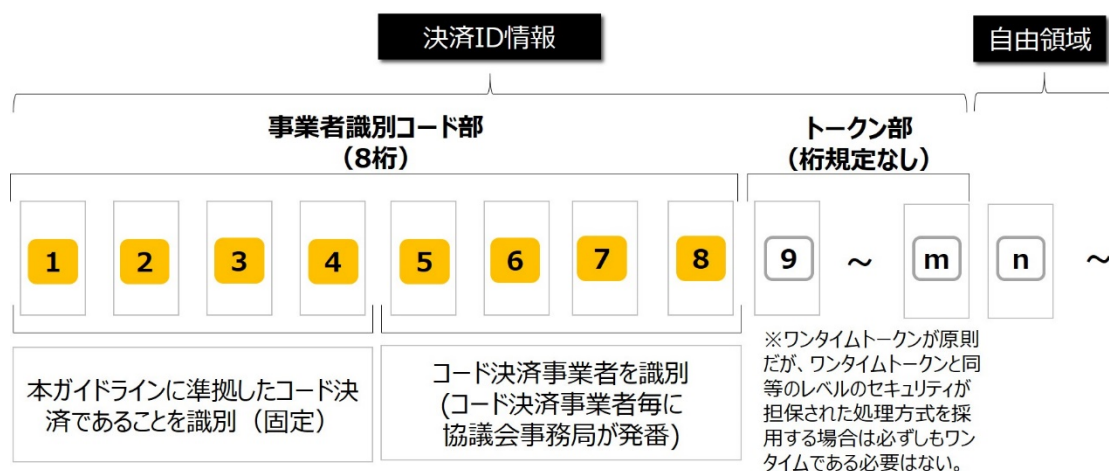 決済ID情報
自由領域
事業者識別コード部
（8桁）
トークン部
（桁規定なし）
1 2 3 4 5 6 7 8 9 ～ m n ～
本ガイドラインに準拠したコード決
済であることを識別（固定）
コード決済事業者を識別
(コード決済事業者毎に
協議会事務局が発番)
※ワンタイムトークンが原則
だが、ワンタイムトークンと同
等のレベルのセキュリティが
担保された処理方式を採
用する場合は必ずしもワン
タイムである必要はない。